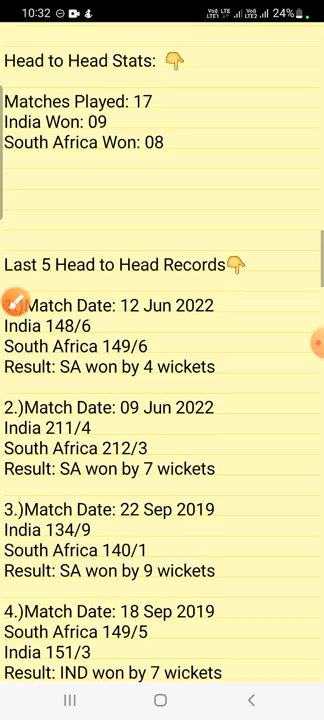 10:32
VoD LTE
LTE1
VoD
LTE2
24%
Head to Head Stats: 👇
Matches Played: 17
India Won: 09
South Africa Won: 08
Last 5 Head to Head Records👇
)Match Date: 12 Jun 2022
India 148/6
South Africa 149/6
Result: SA won by 4 wickets
2.)Match Date: 09 Jun 2022
India 211/4
South Africa 212/3
Result: SA won by 7 wickets
3.)Match Date: 22 Sep 2019
India 134/9
South Africa 140/1
Result: SA won by 9 wickets
4.)Match Date: 18 Sep 2019
South Africa 149/5
India 151/3
Result: IND won by 7 wickets